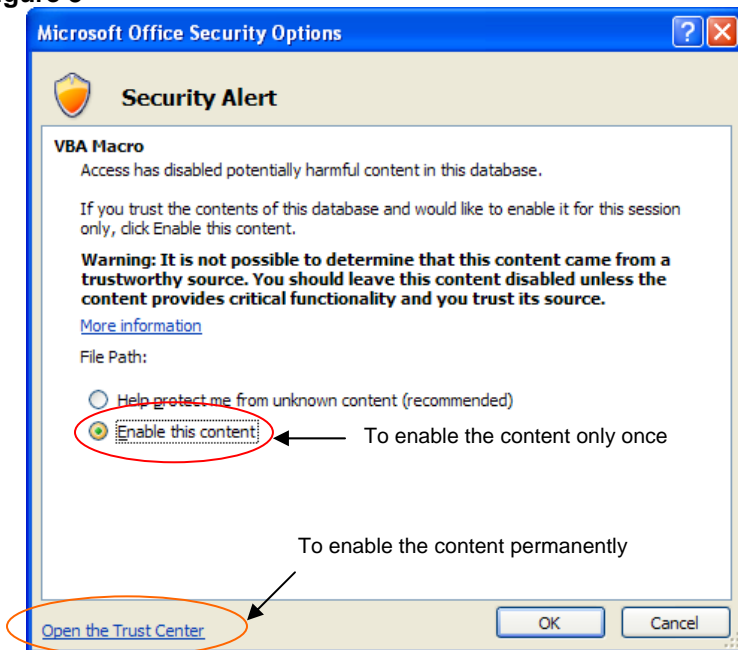 Microsoft Office Security Options
Security Alert
VBA Macro
Access has disabled potentially harmful content in this database.
If you trust the contents of this database and would like to enable it for this session
only, click Enable this content.
Warning: It is not possible to determine that this content came from a
trustworthy source. You should leave this content disabled unless the
content provides critical functionality and you trust its source.
More information
File Path:
Help protect me from unknown content (recommended)
Enable this content
To enable the content only once
To enable the content permanently
Open the Trust Center
OK
Cancel